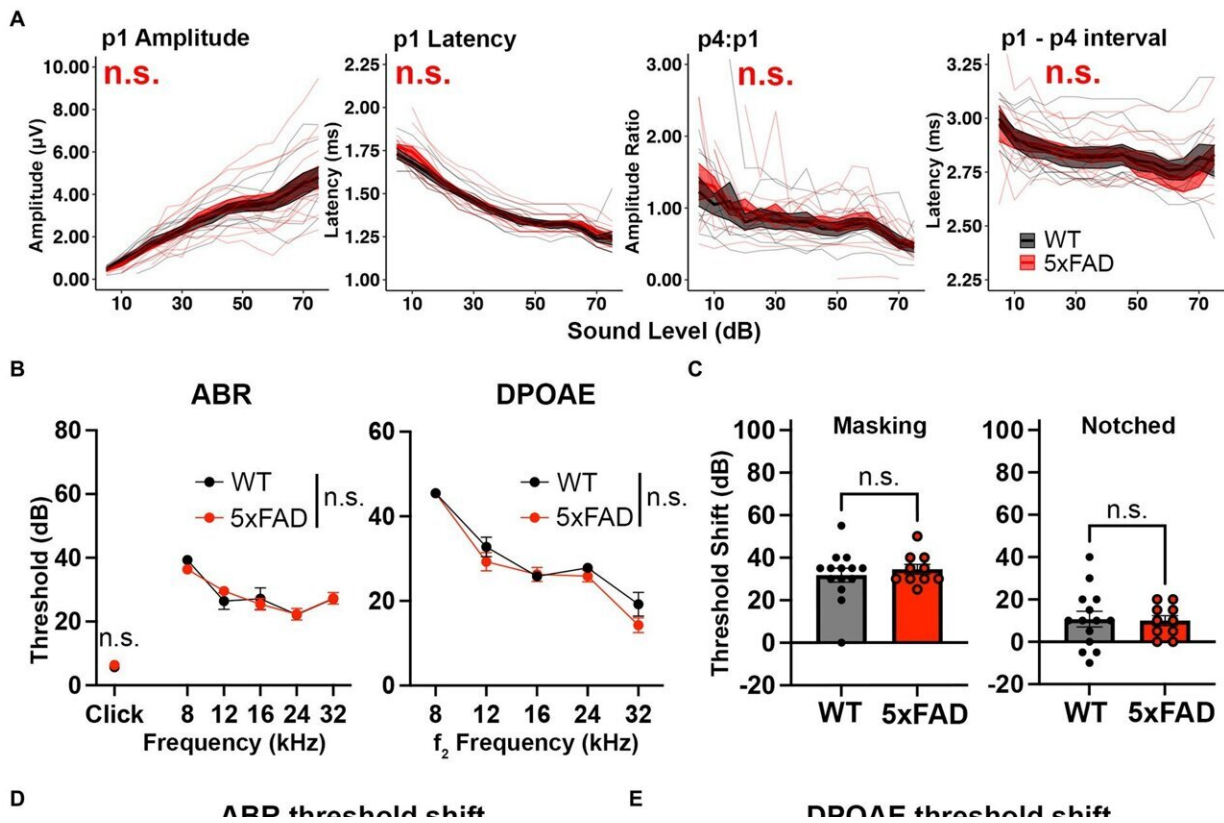 A
p1 Amplitude
n.s.
Amplitude (µV)
10.00
8.00
6.00
4.00
2.00
0.00
10 30 50 70
p1 Latency
n.s.
Latency (ms)
2.25
2.00
1.75
1.50
1.25
1.00
10 30 50 70
p4:p1
n.s.
Amplitude Ratio
3.00
2.00
1.00
0.00
10 30 50 70
p1 - p4 interval
n.s.
Latency (ms)
3.25
3.00
2.75
2.50
2.25
WT
5xFAD
10 30 50 70
Sound Level (dB)
B
ABR
Threshold (dB)
80
60
40
20
0
WT
5xFAD
n.s.
n.s.
Click 8 12 16 24 32
Frequency (kHz)
DPOAE
60
40
20
0
WT
5xFAD
n.s.
8 12 16 24 32
f₂ Frequency (kHz)
C
Masking
Threshold Shift (dB)
100
80
60
40
20
0
-20
n.s.
WT 5xFAD
Notched
100
80
60
40
20
0
-20
n.s.
WT 5xFAD
D
ABR threshold shift
E
DPOAE threshold shift